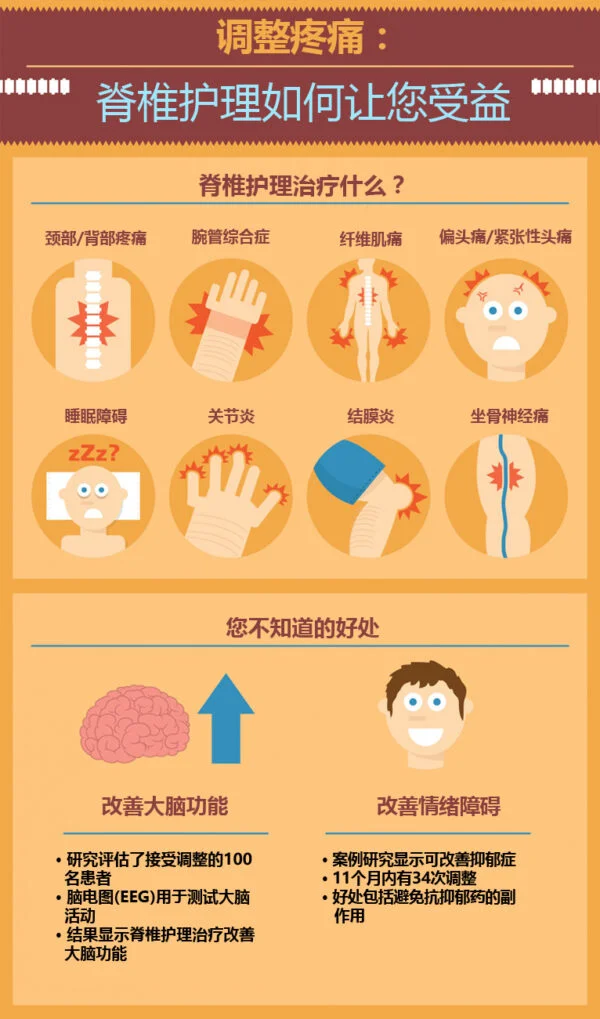 调整疼痛：
脊椎护理如何让您受益
脊椎护理治疗什么？
颈部/背部疼痛
腕管综合症
纤维肌痛
偏头痛/紧张性头痛
睡眠障碍
关节炎
结膜炎
坐骨神经痛
zZz?
您不知道的好处
改善大脑功能
• 研究评估了接受调整的100
名患者
• 脑电图(EEG)用于测试大脑
活动
• 结果显示脊椎护理治疗改善
大脑功能
改善情绪障碍
• 案例研究显示可改善抑郁症
• 11个月内有34次调整
• 好处包括避免抗抑郁药的副
作用